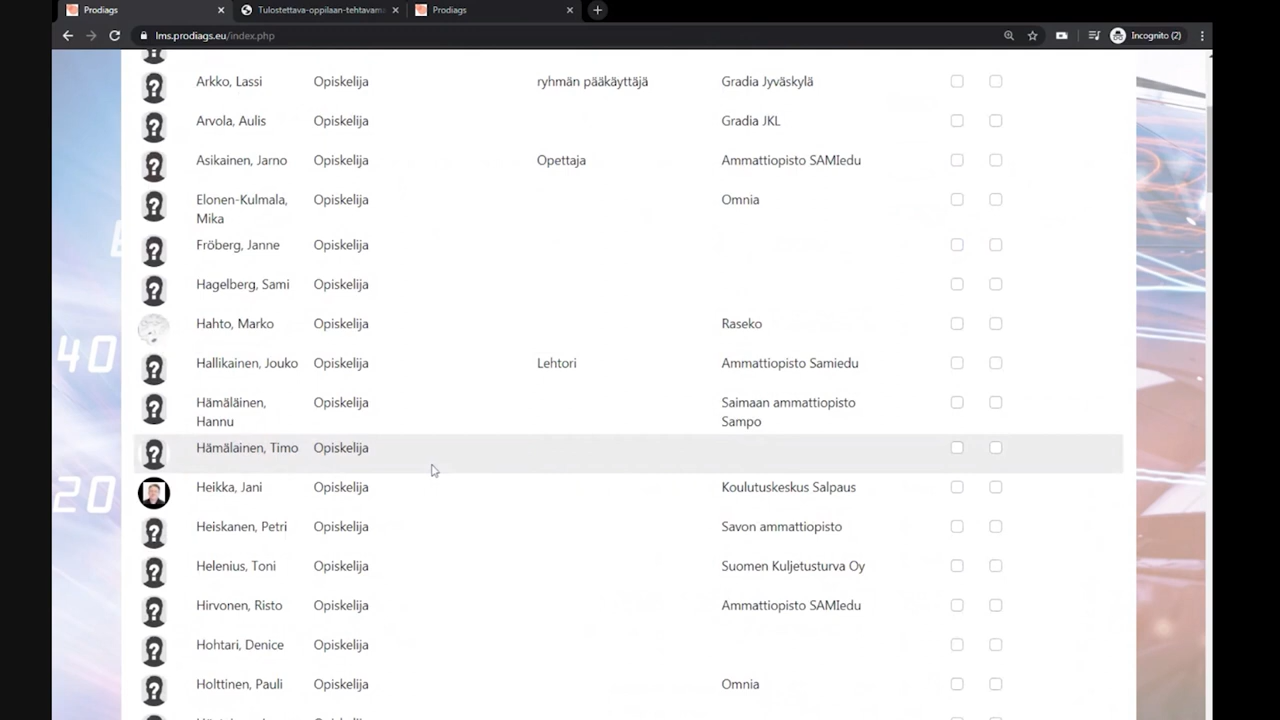 Prodiags
Tulostettava-oppilaan-tehtavama
Prodiags
lms.prodiags.eu/index.php
Incognito (2)
Arkko, Lassi Opiskelija ryhmän pääkäyttäjä Gradia Jyväskylä
Arvola, Aulis Opiskelija Gradia JKL
Asikainen, Jarno Opiskelija Opettaja Ammattiopisto SAMIedu
Elonen-Kulmala, Opiskelija Omnia
Mika
Fröberg, Janne Opiskelija
Hagelberg, Sami Opiskelija
Hahto, Marko Opiskelija Raseko
Hallikainen, Jouko Opiskelija Lehtori Ammattiopisto Samiedu
Hämäläinen, Opiskelija Saimaan ammattiopisto
Hannu Sampo
Hämälainen, Timo Opiskelija
Heikka, Jani Opiskelija Koulutuskeskus Salpaus
Heiskanen, Petri Opiskelija Savon ammattiopisto
Helenius, Toni Opiskelija Suomen Kuljetusturva Oy
Hirvonen, Risto Opiskelija Ammattiopisto SAMIedu
Hohtari, Denice Opiskelija
Holttinen, Pauli Opiskelija Omnia
40
20